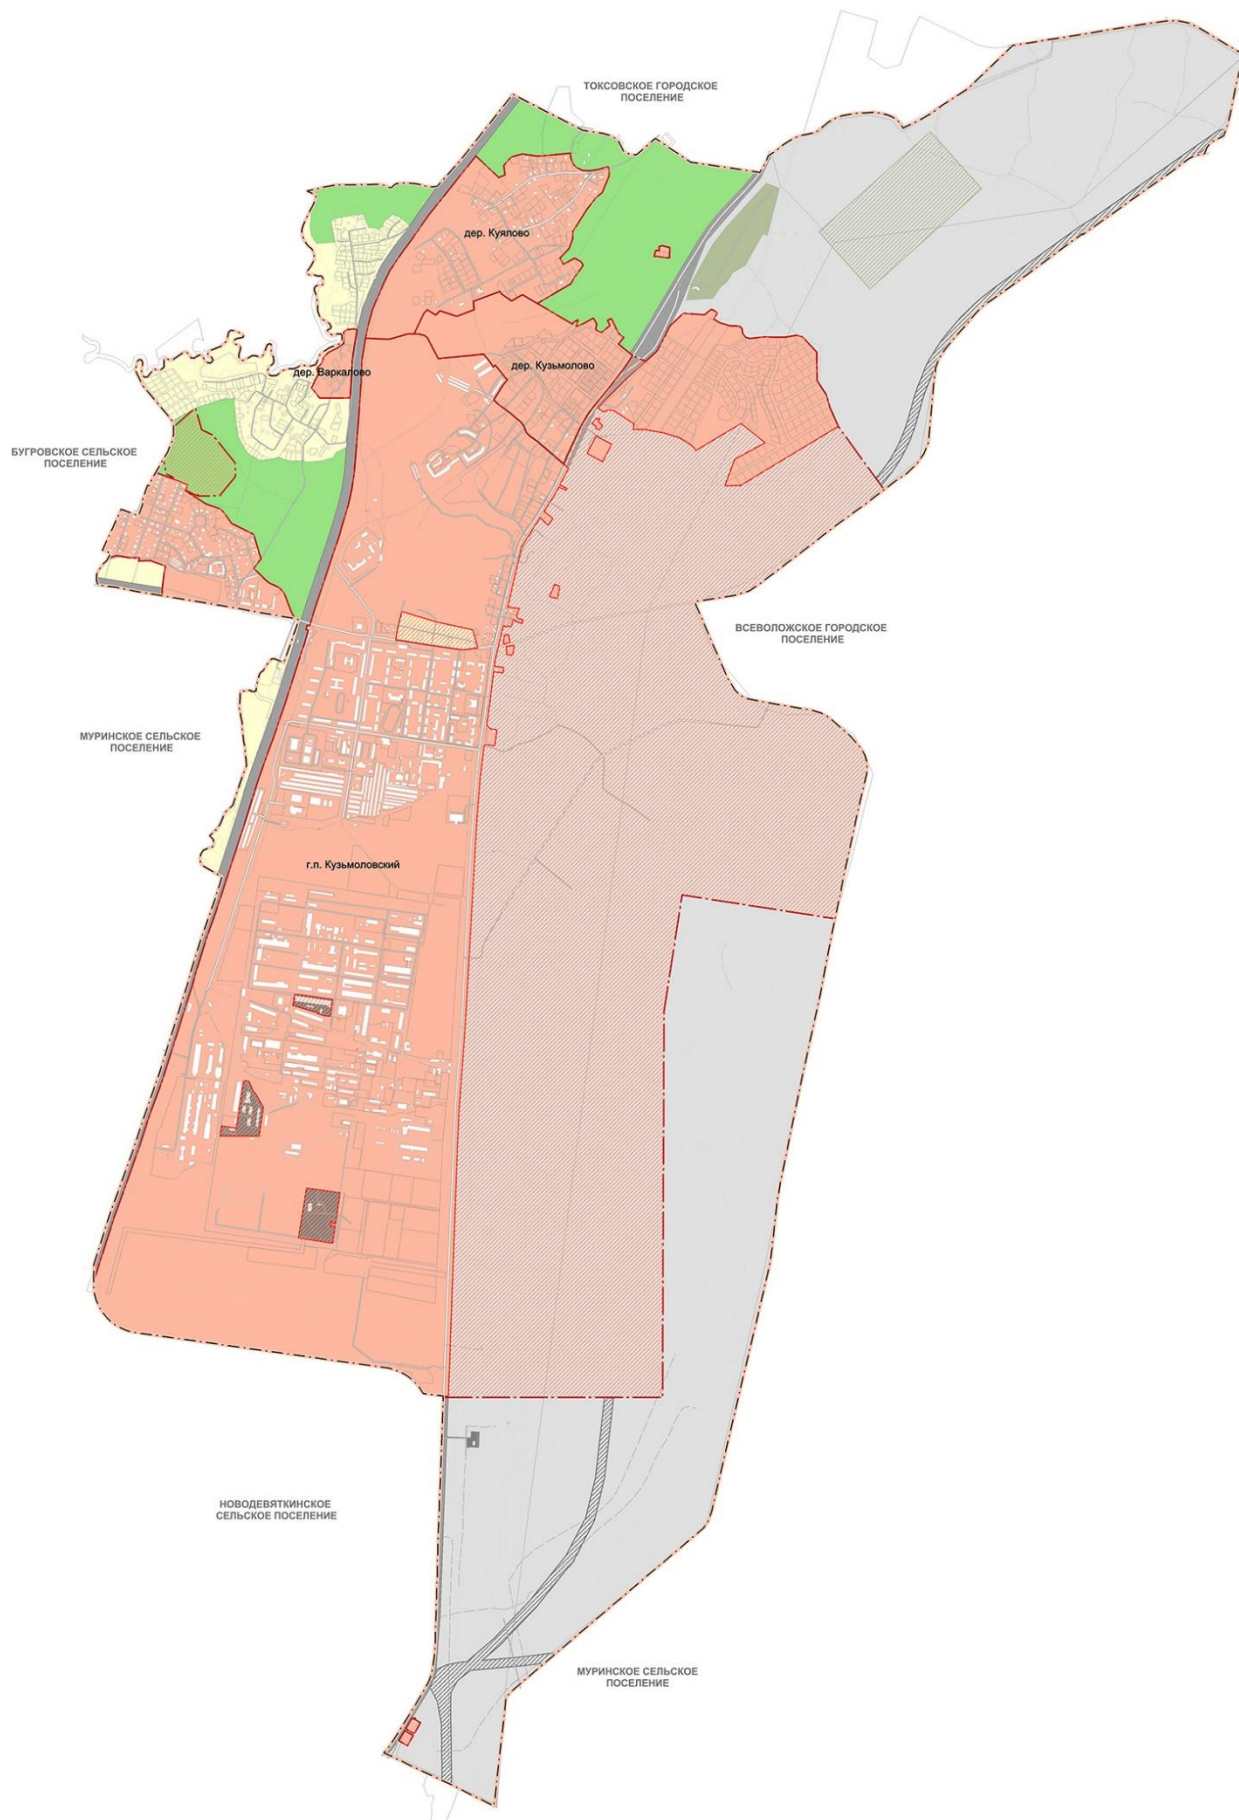 ТОКСОВСКОЕ ГОРОДСКОЕ
ПОСЕЛЕНИЕ
дер. Куялово
дер. Кузьмолово
дер. Варкалово
БУГРОВСКОЕ СЕЛЬСКОЕ
ПОСЕЛЕНИЕ
ВСЕВОЛОЖСКОЕ ГОРОДСКОЕ
ПОСЕЛЕНИЕ
МУРИНСКОЕ СЕЛЬСКОЕ
ПОСЕЛЕНИЕ
г.п. Кузьмоловский
НОВОДЕВЯТКИНСКОЕ
СЕЛЬСКОЕ ПОСЕЛЕНИЕ
МУРИНСКОЕ СЕЛЬСКОЕ
ПОСЕЛЕНИЕ